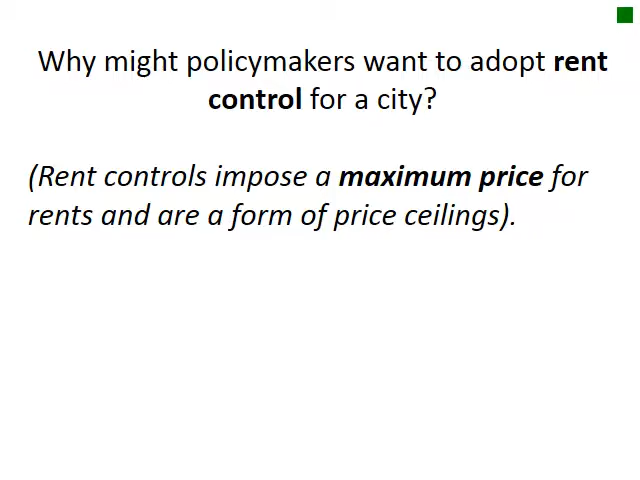 Why might policymakers want to adopt rent
control for a city?
(Rent controls impose a maximum price for
rents and are a form of price ceilings).